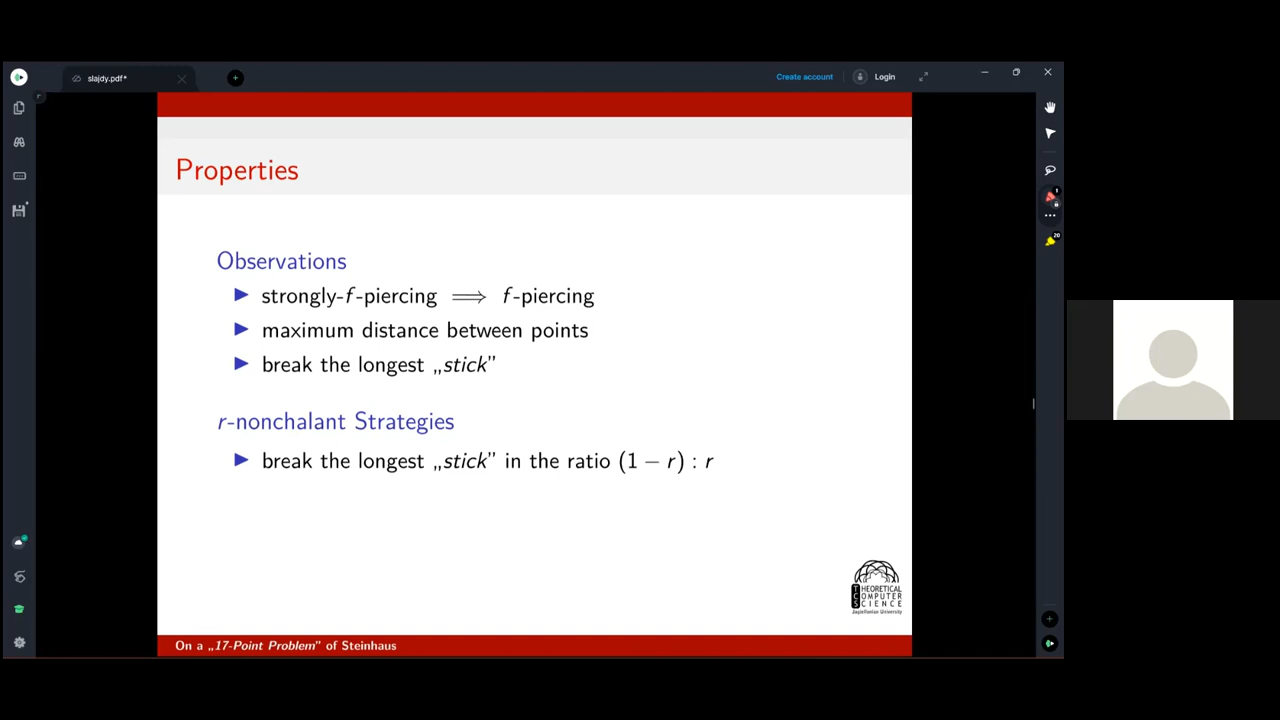 slajdy.pdf*
Create account
Login
Properties
Observations
strongly-f-piercing ⟹ f-piercing
maximum distance between points
break the longest „stick”
r-nonchalant Strategies
break the longest „stick” in the ratio (1 − r) : r
1
20
THEORETICAL
COMPUTER
SCIENCE
Jagiellonian University
On a „17-Point Problem” of Steinhaus